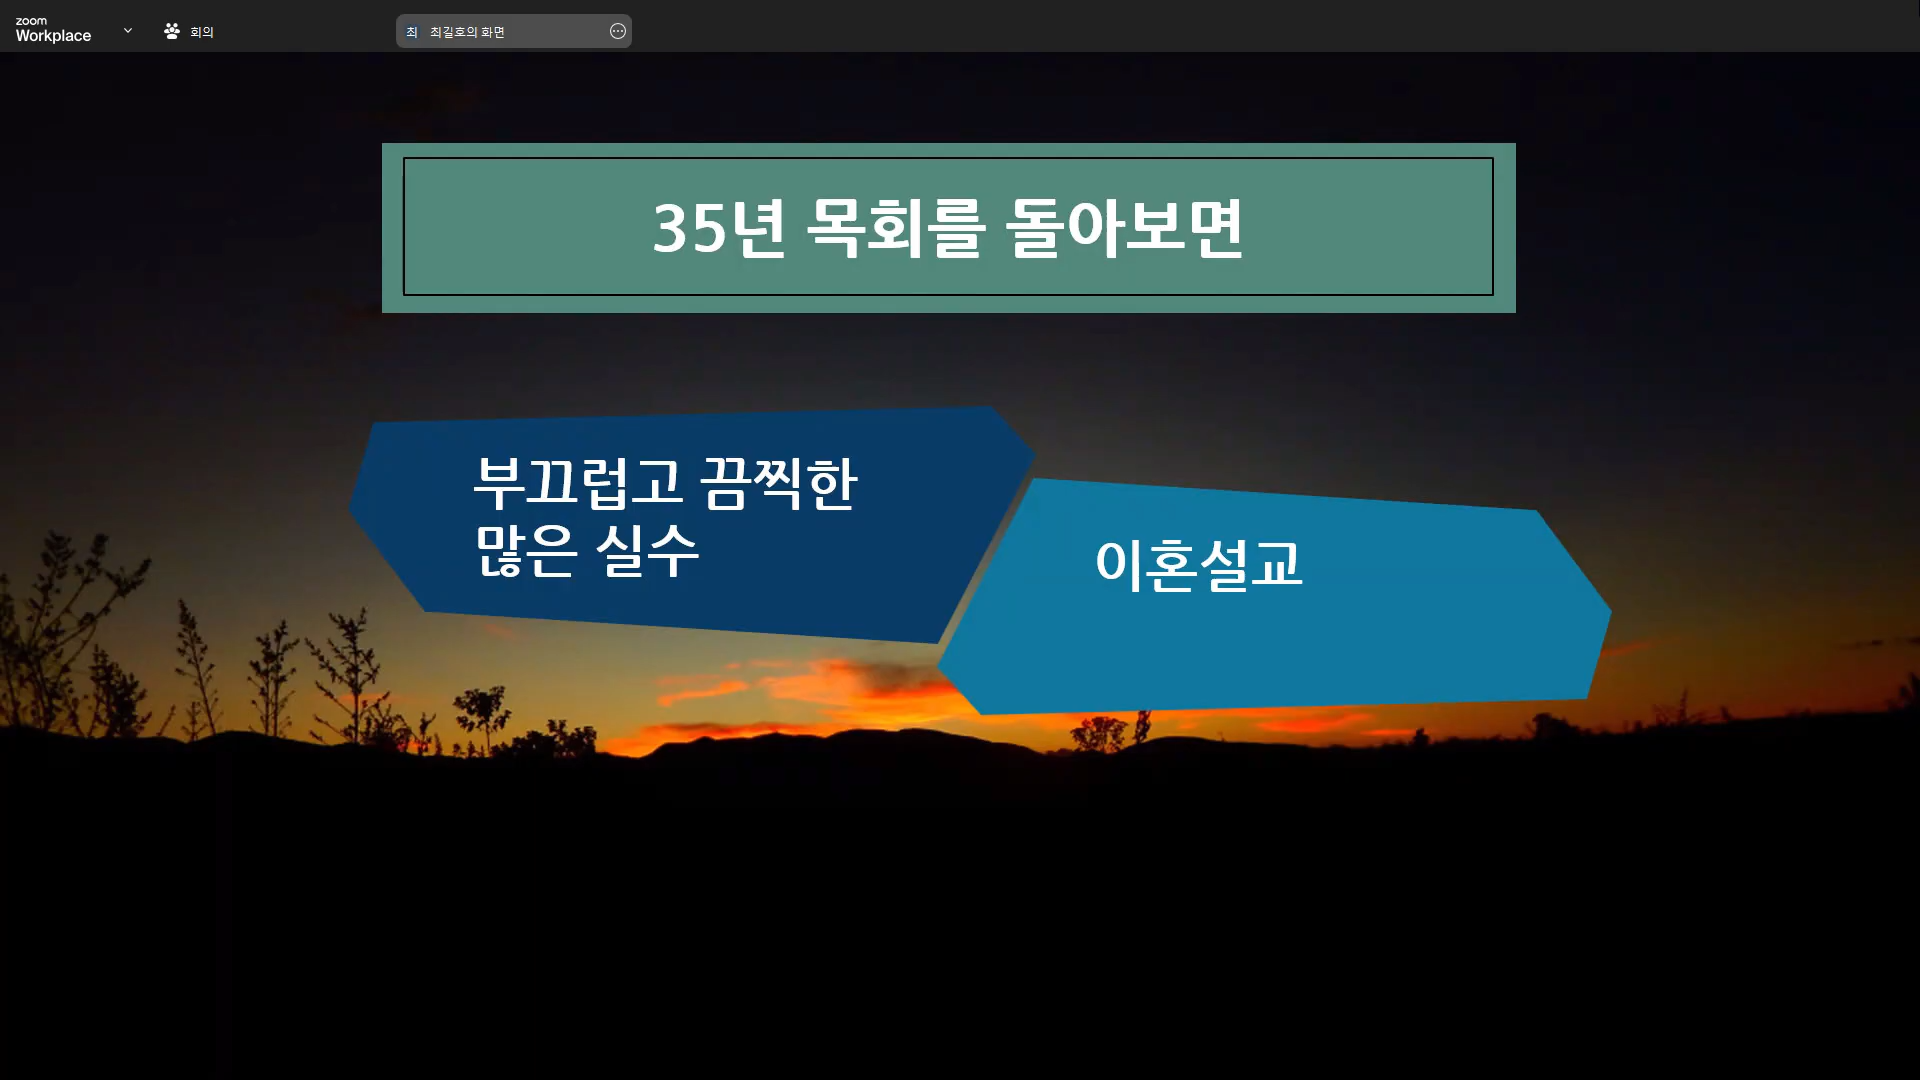 zoom
Workplace
회의
최 최길호의 화면
35년 목회를 돌아보면
부끄럽고 끔찍한
많은 실수
이혼설교